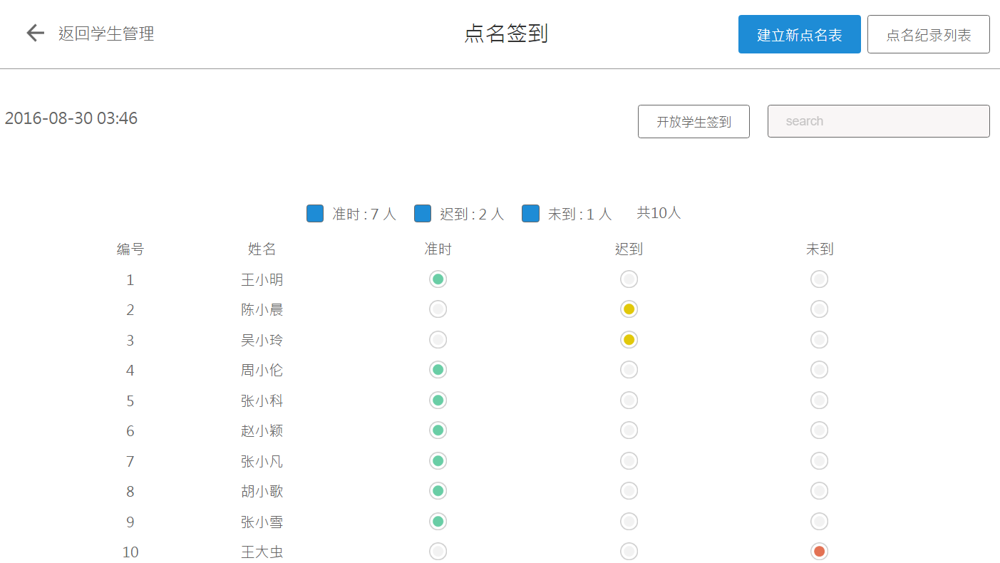 返回学生管理 点名签到 建立新点名表 点名纪录列表
2016-08-30 03:46 开放学生签到 search
准时 : 7 人 迟到 : 2 人 未到 : 1 人 共10人
编号 姓名 准时 迟到 未到
1 王小明
2 陈小晨
3 吴小玲
4 周小伦
5 张小科
6 赵小颖
7 张小凡
8 胡小歌
9 张小雪
10 王大虫